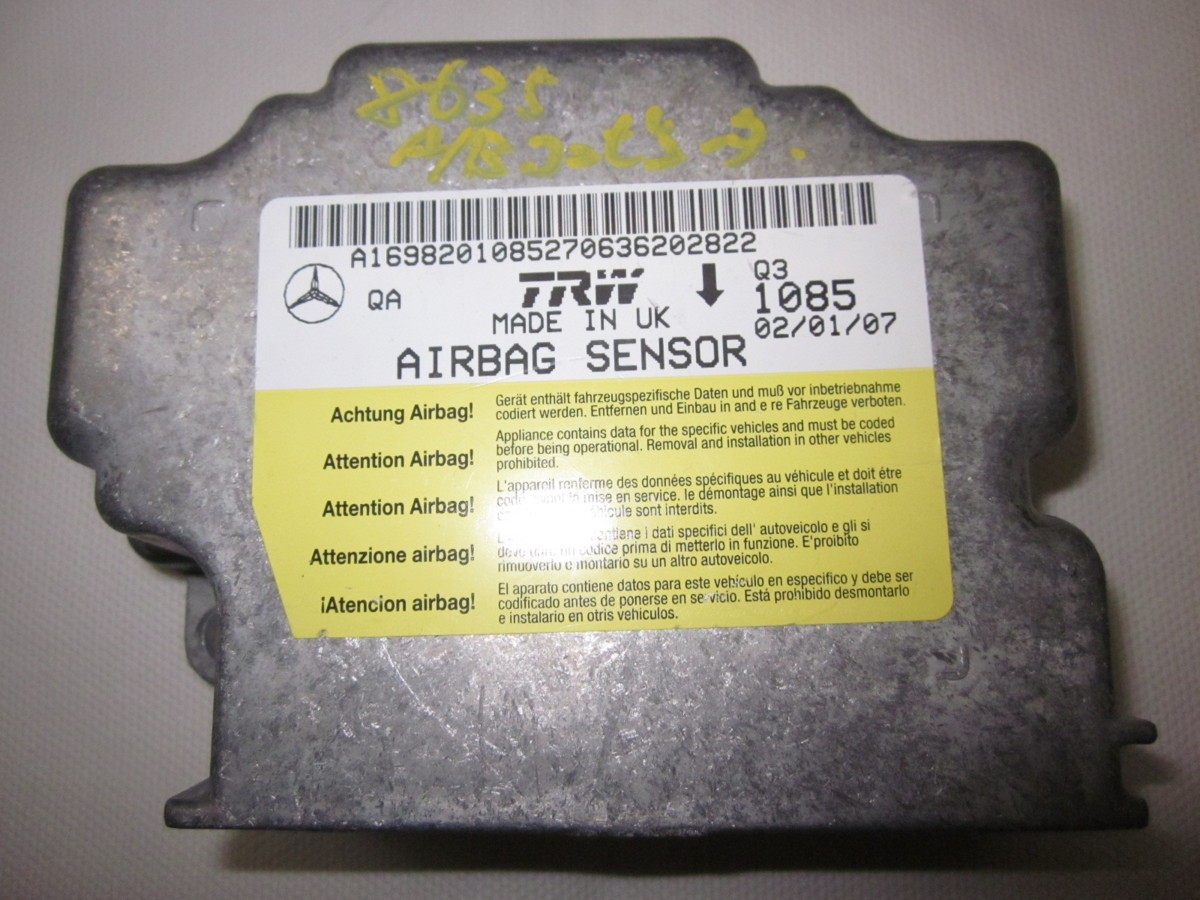 8635
A/B
A1698201085270636202822
QA
TRW
Q3
1085
MADE IN UK
02/01/07
AIRBAG SENSOR
Achtung Airbag!
Gerät enthält fahrzeugspezifische Daten und muß vor inbetriebnahme
codiert werden. Entfernen und Einbau in and e re Fahrzeuge verboten.
Attention Airbag!
Appliance contains data for the specific vehicles and must be coded
before being operational. Removal and installation in other vehicles
prohibited.
Attention Airbag!
L'appareil renferme des données spécifiques au véhicule et doit étre
mise en service. le démontage ainsi que l'installation
sont interdits.
Attenzione airbag!
i dati specifici dell' autoveicolo e gli si
codice prima di metterlo in funzione. E'proibito
rimuoverlo e montario su un altro autoveicolo.
¡Atencion airbag!
El aparato contiene datos para este vehículo en especifico y debe ser
codificado antes de ponerse en servicio. Está prohibido desmontarlo
e instalario en otris vehículos.